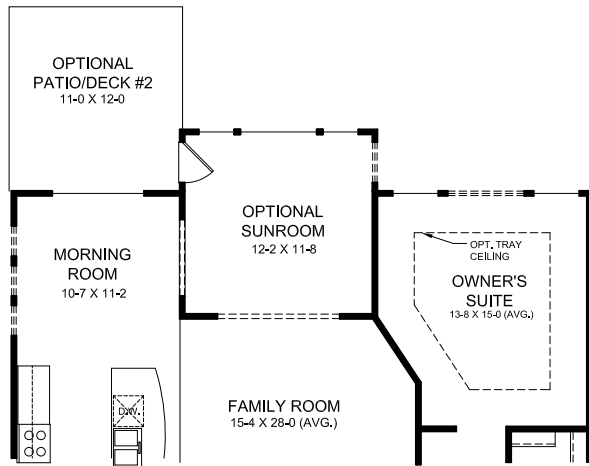 OPTIONAL
PATIO/DECK #2
11-0 X 12-0
OPTIONAL
SUNROOM
12-2 X 11-8
MORNING
ROOM
10-7 X 11-2
OPT. TRAY
CEILING
OWNER'S
SUITE
13-8 X 15-0 (AVG.)
D.W.
FAMILY ROOM
15-4 X 28-0 (AVG.)